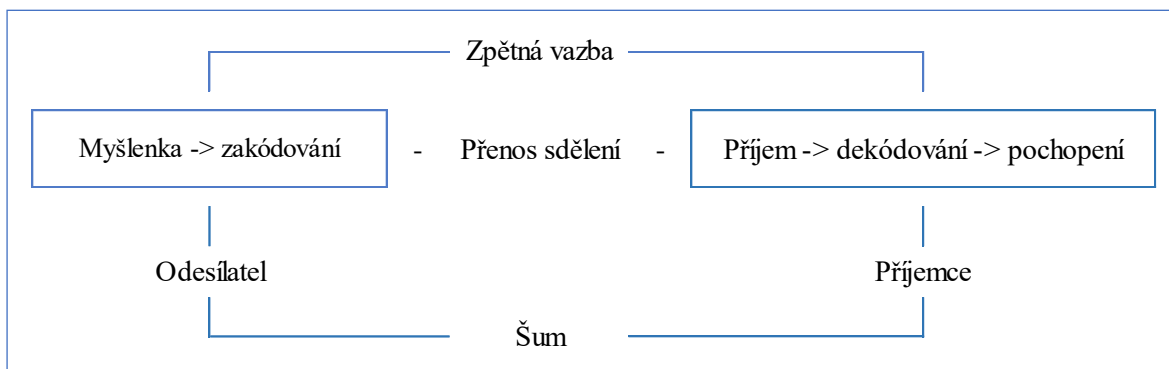 Zpětná vazba
Myšlenka -> zakódování - Přenos sdělení - Příjem -> dekódování -> pochopení
Odesílatel Příjemce
Šum